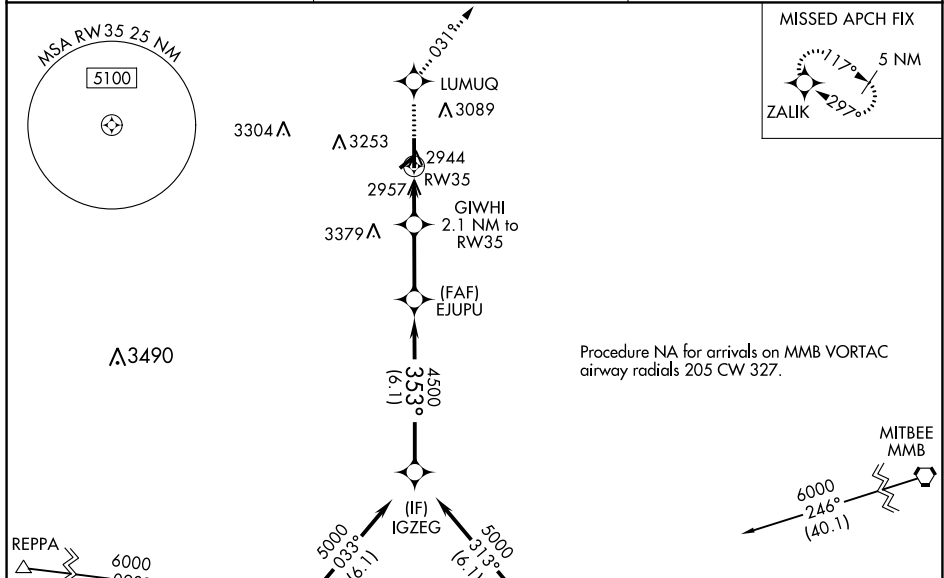 MSA RW35 25 NM
5100
031°
LUMUQ
3089
3304
3253
2944
RW35
2957
GIWHI
2.1 NM to
RW35
3379
(FAF)
EJUPU
3490
4500
353°
(6.1)
(IF)
IGZEG
5000
033°
(6.1)
5000
313°
(6.1)
REPPA
6000
MISSED APCH FIX
117°
5 NM
297°
ZALIK
Procedure NA for arrivals on MMB VORTAC
airway radials 205 CW 327.
MITBEE
MMB
6000
246°
(40.1)